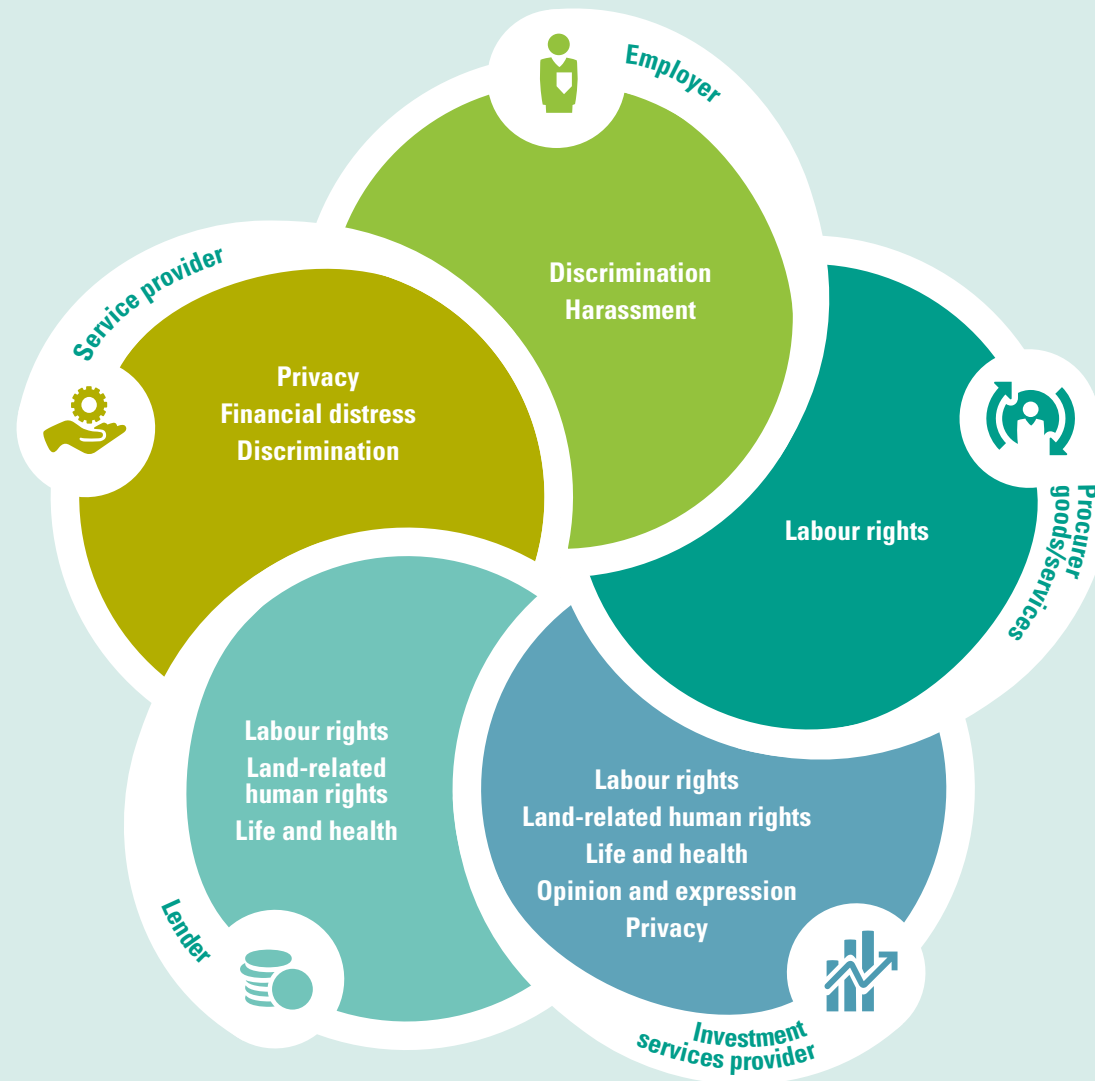 Employer
Discrimination
Harassment
Service provider
Privacy
Financial distress
Discrimination
Procurer
goods/services
Labour rights
Labour rights
Land-related
human rights
Life and health
Lender
Labour rights
Land-related human rights
Life and health
Opinion and expression
Privacy
Investment
services provider